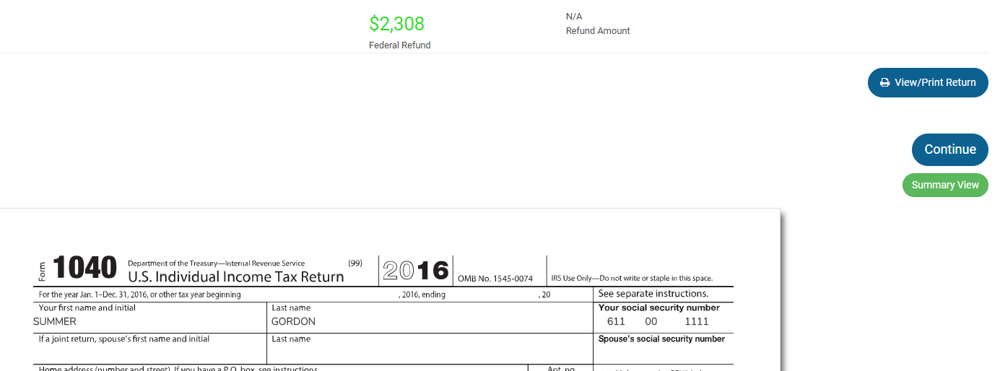 $2,308
Federal Refund
N/A
Refund Amount
View/Print Return
Continue
Summary View
Form 1040 Department of the Treasury—Internal Revenue Service (99)
U.S. Individual Income Tax Return
2016
OMB No. 1545-0074
IRS Use Only—Do not write or staple in this space.
For the year Jan. 1–Dec. 31, 2016, or other tax year beginning , 2016, ending , 20
See separate instructions.
Your first name and initial
Last name
Your social security number
SUMMER
GORDON
611 00 1111
If a joint return, spouse's first name and initial
Last name
Spouse's social security number
Home address (number and street). If you have a P.O. box, see instructions.
Apt. no.